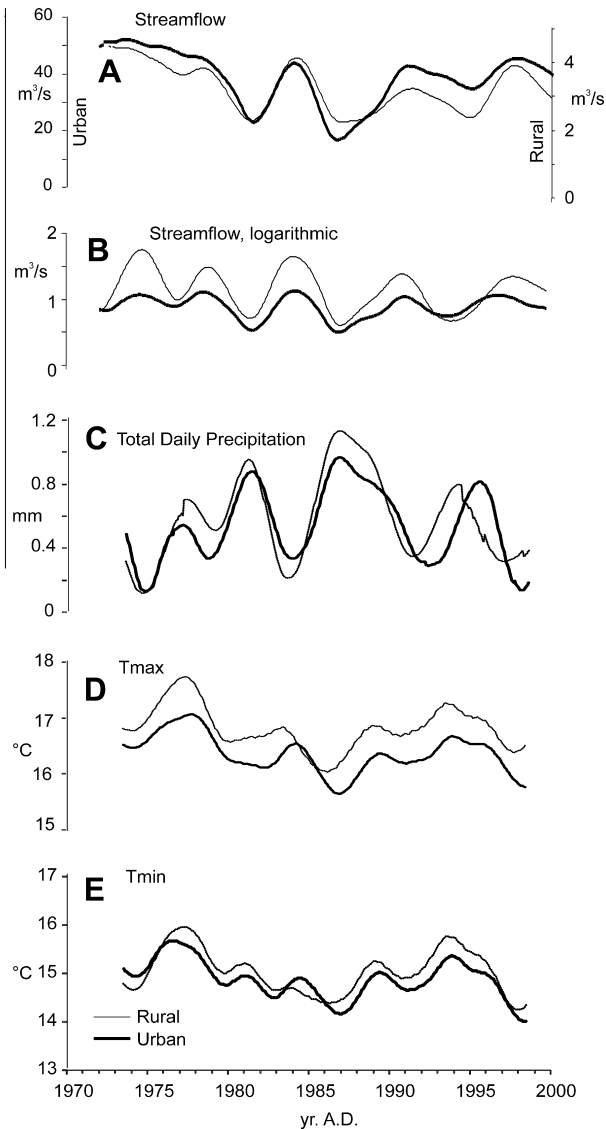 60
Streamflow
A
40
4
m³/s
m³/s
Urban
Rural
20
2
0
0
2
B
Streamflow, logarithmic
m³/s
1
0
1.2
C
Total Daily Precipitation
0.8
mm
0.4
0
18
Tmax
D
17
°C
16
15
17
E
Tmin
16
°C
15
14
Rural
Urban
13
1970 1975 1980 1985 1990 1995 2000
yr. A.D.